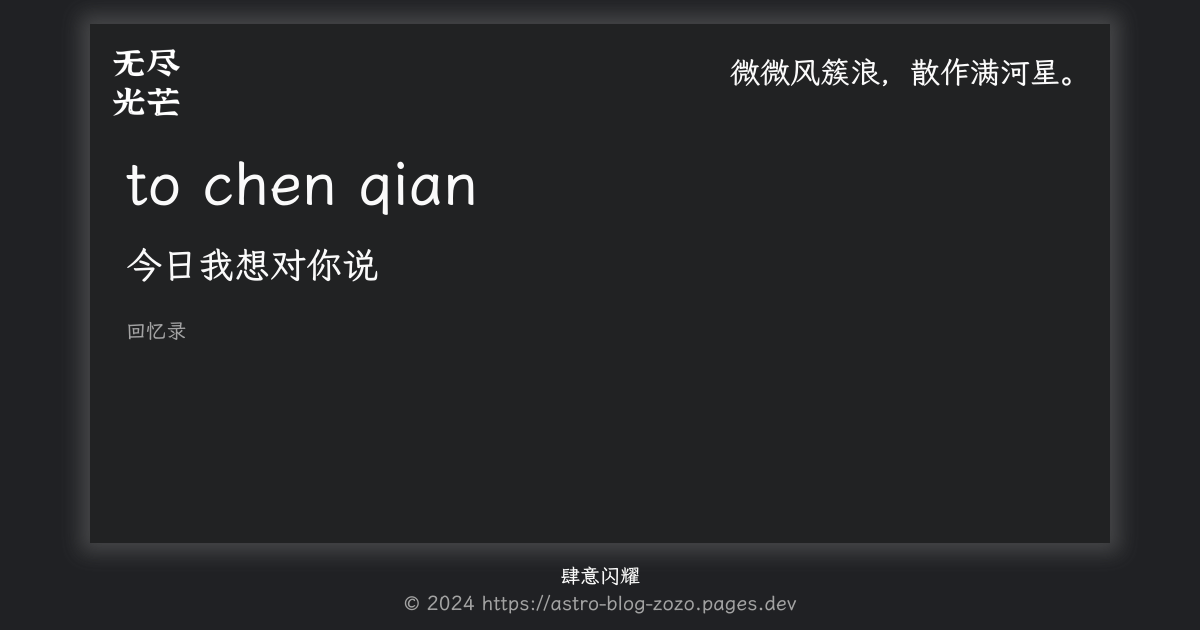 无尽
光芒
微微风簇浪，散作满河星。
to chen qian
今日我想对你说
回忆录
肆意闪耀
© 2024 https://astro-blog-zozo.pages.dev